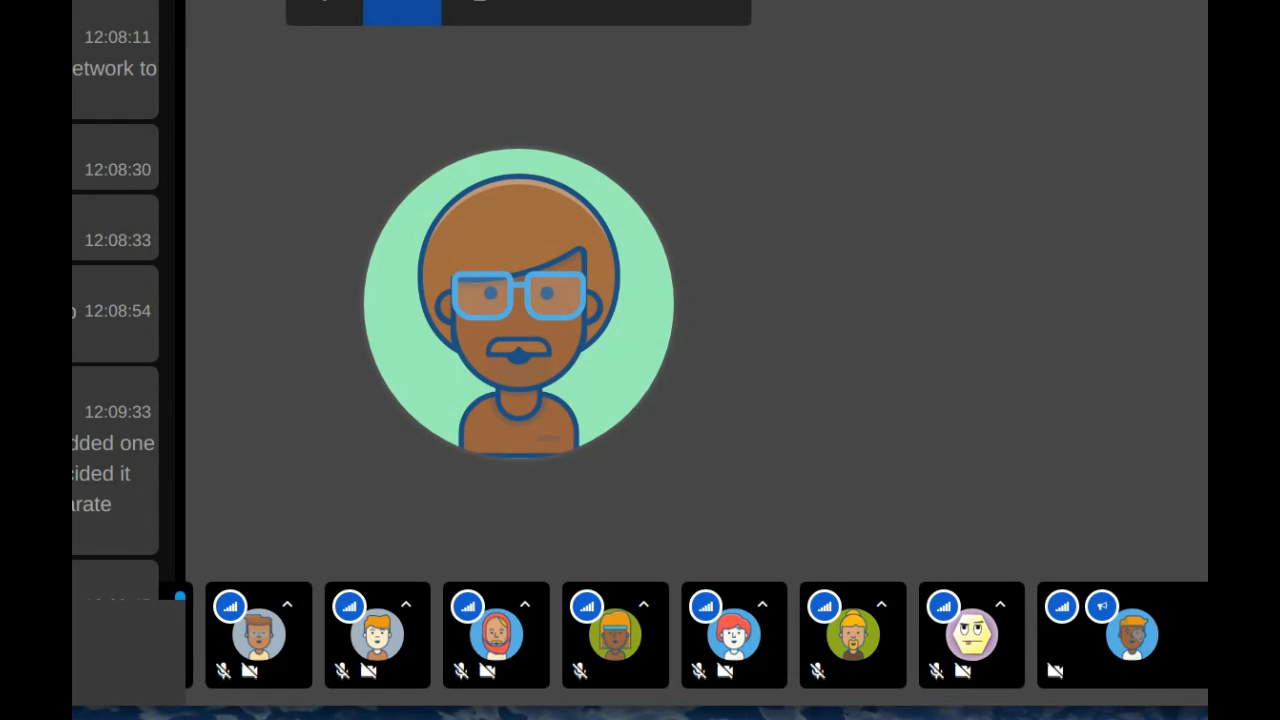 12:08:11
etwork to
12:08:30
12:08:33
12:08:54
12:09:33
dded one
cided it
arate